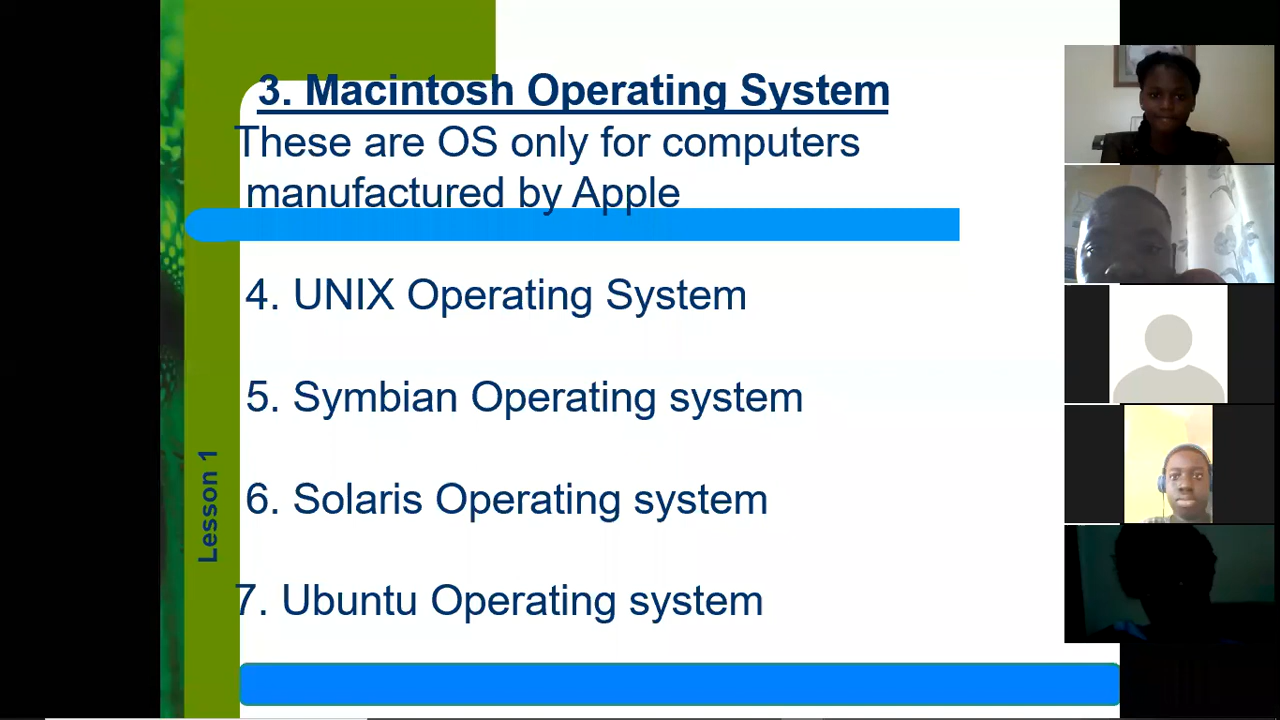 3. Macintosh Operating System
These are OS only for computers
manufactured by Apple
4. UNIX Operating System
5. Symbian Operating system
6. Solaris Operating system
7. Ubuntu Operating system
Lesson 1